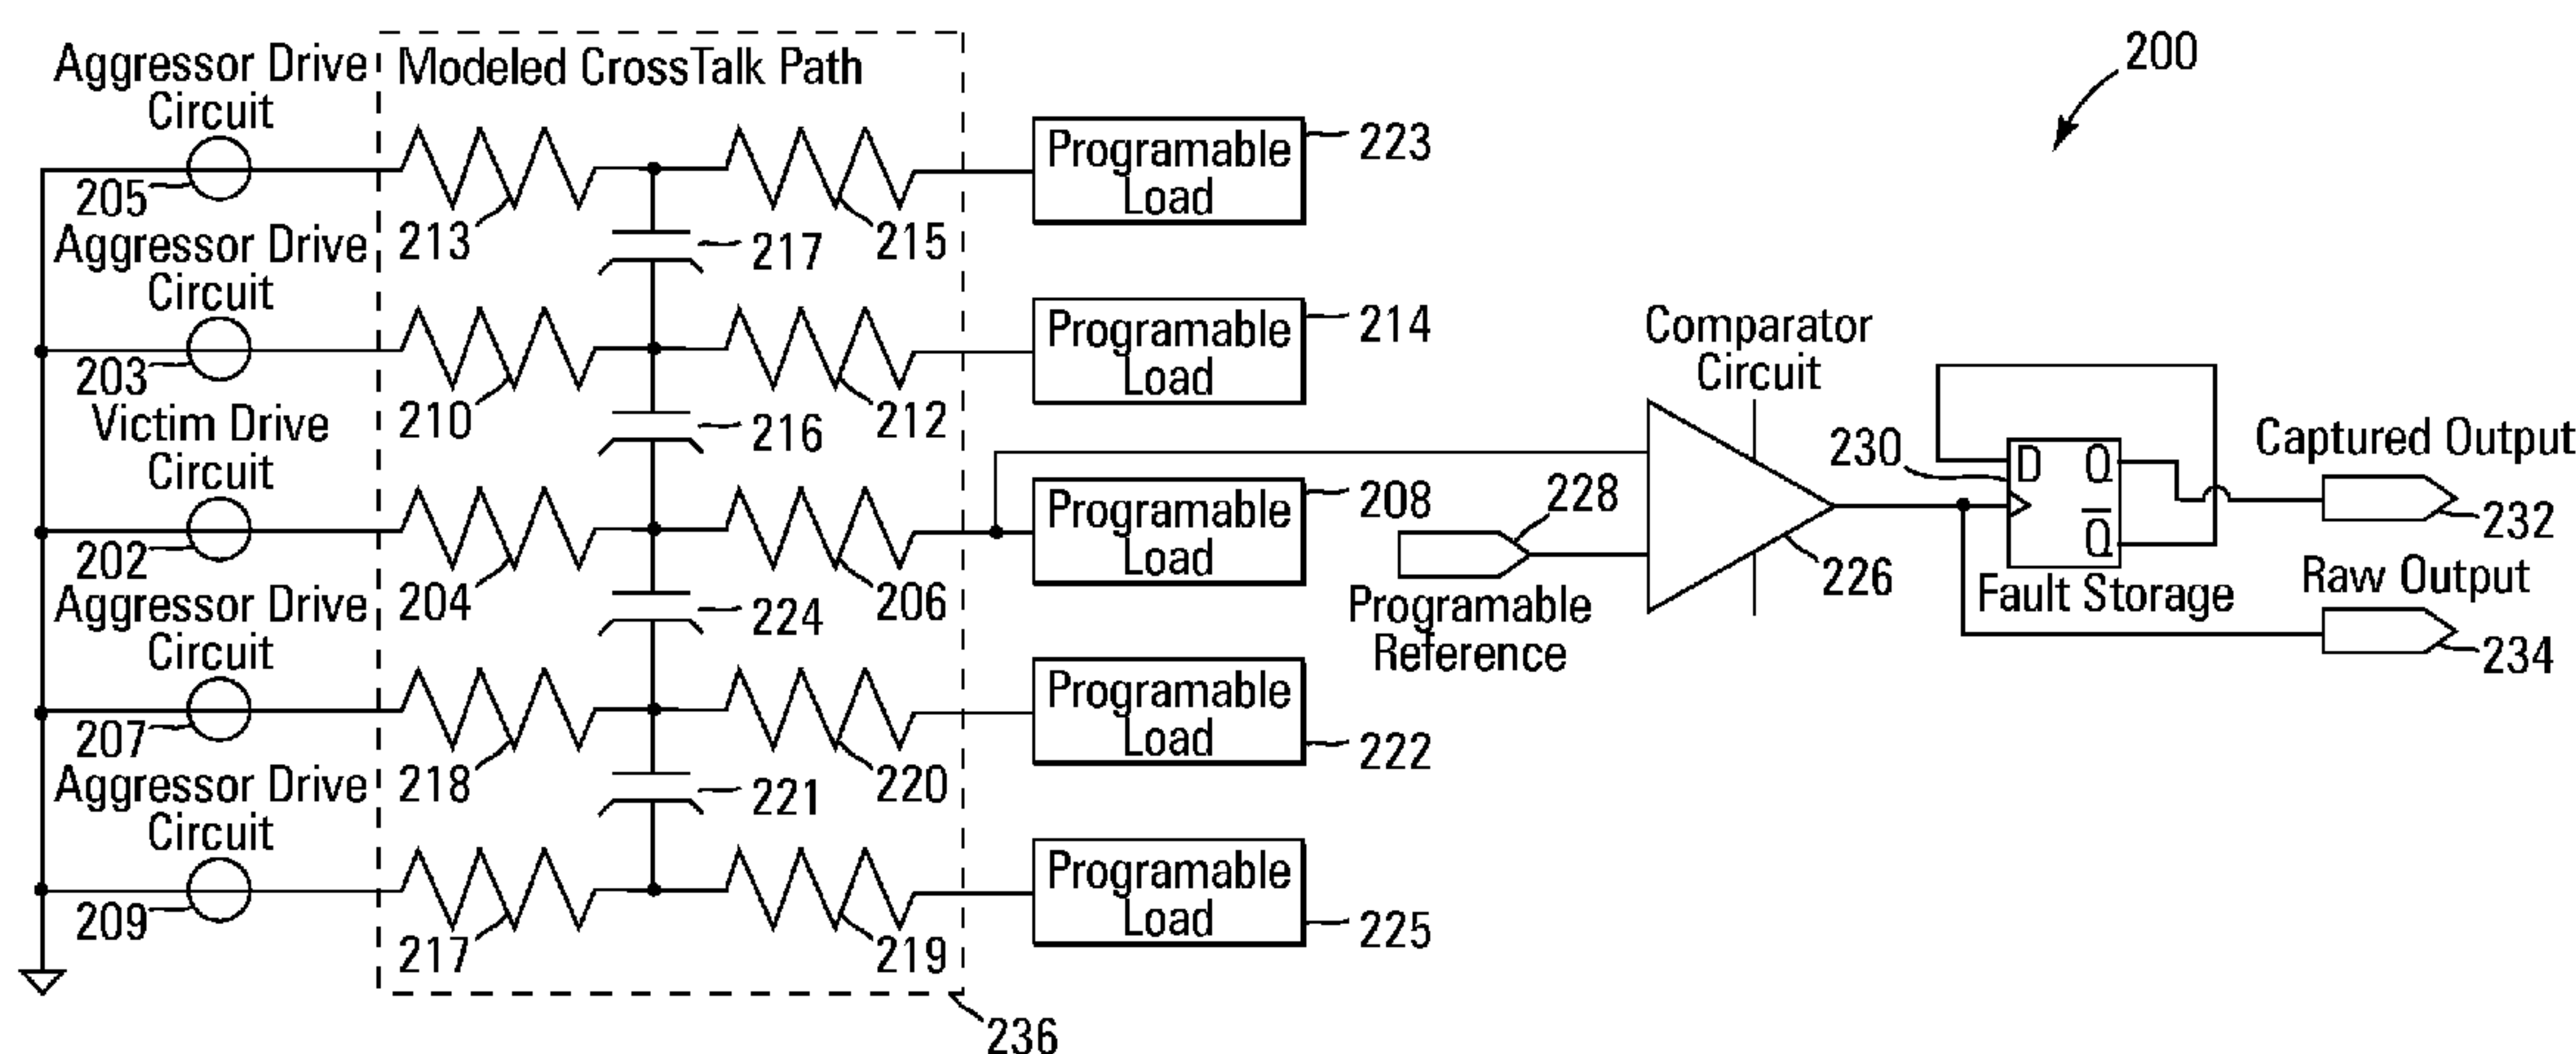 200
Aggressor Drive
Circuit
205
Modeled CrossTalk Path
213
217
215
Programable
Load
223
Aggressor Drive
Circuit
203
210
216
212
Programable
Load
214
Victim Drive
Circuit
202
204
224
206
Programable
Load
208
Aggressor Drive
Circuit
207
218
221
220
Programable
Load
222
Aggressor Drive
Circuit
209
217
219
Programable
Load
225
236
228
Programable
Reference
Comparator
Circuit
226
230
D Q
Q̅
Fault Storage
Captured Output
232
Raw Output
234